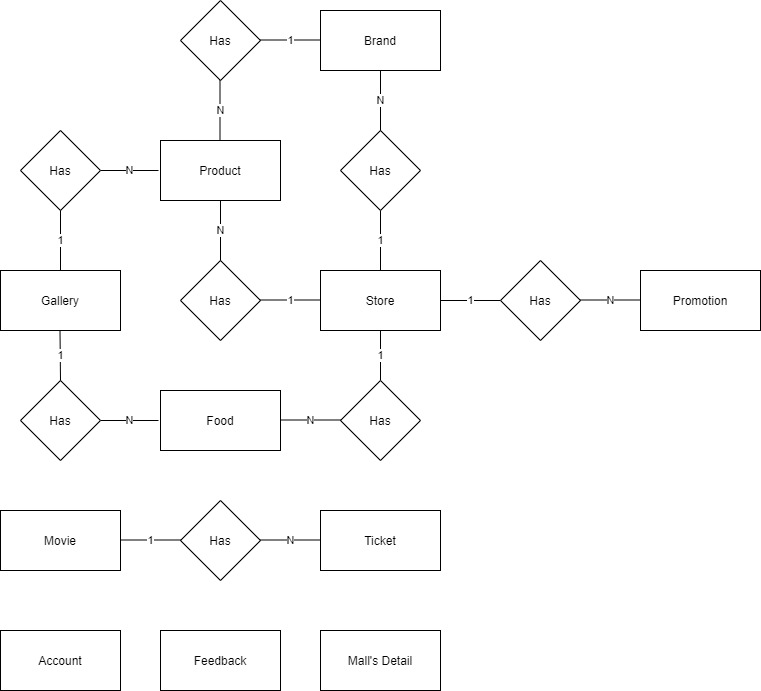 Has
1
Brand
N
N
Has
N
Product
Has
1
N
1
Gallery
Has
1
Store
1
Has
N
Promotion
1
1
Has
N
Food
N
Has
Movie
1
Has
N
Ticket
Account
Feedback
Mall's Detail